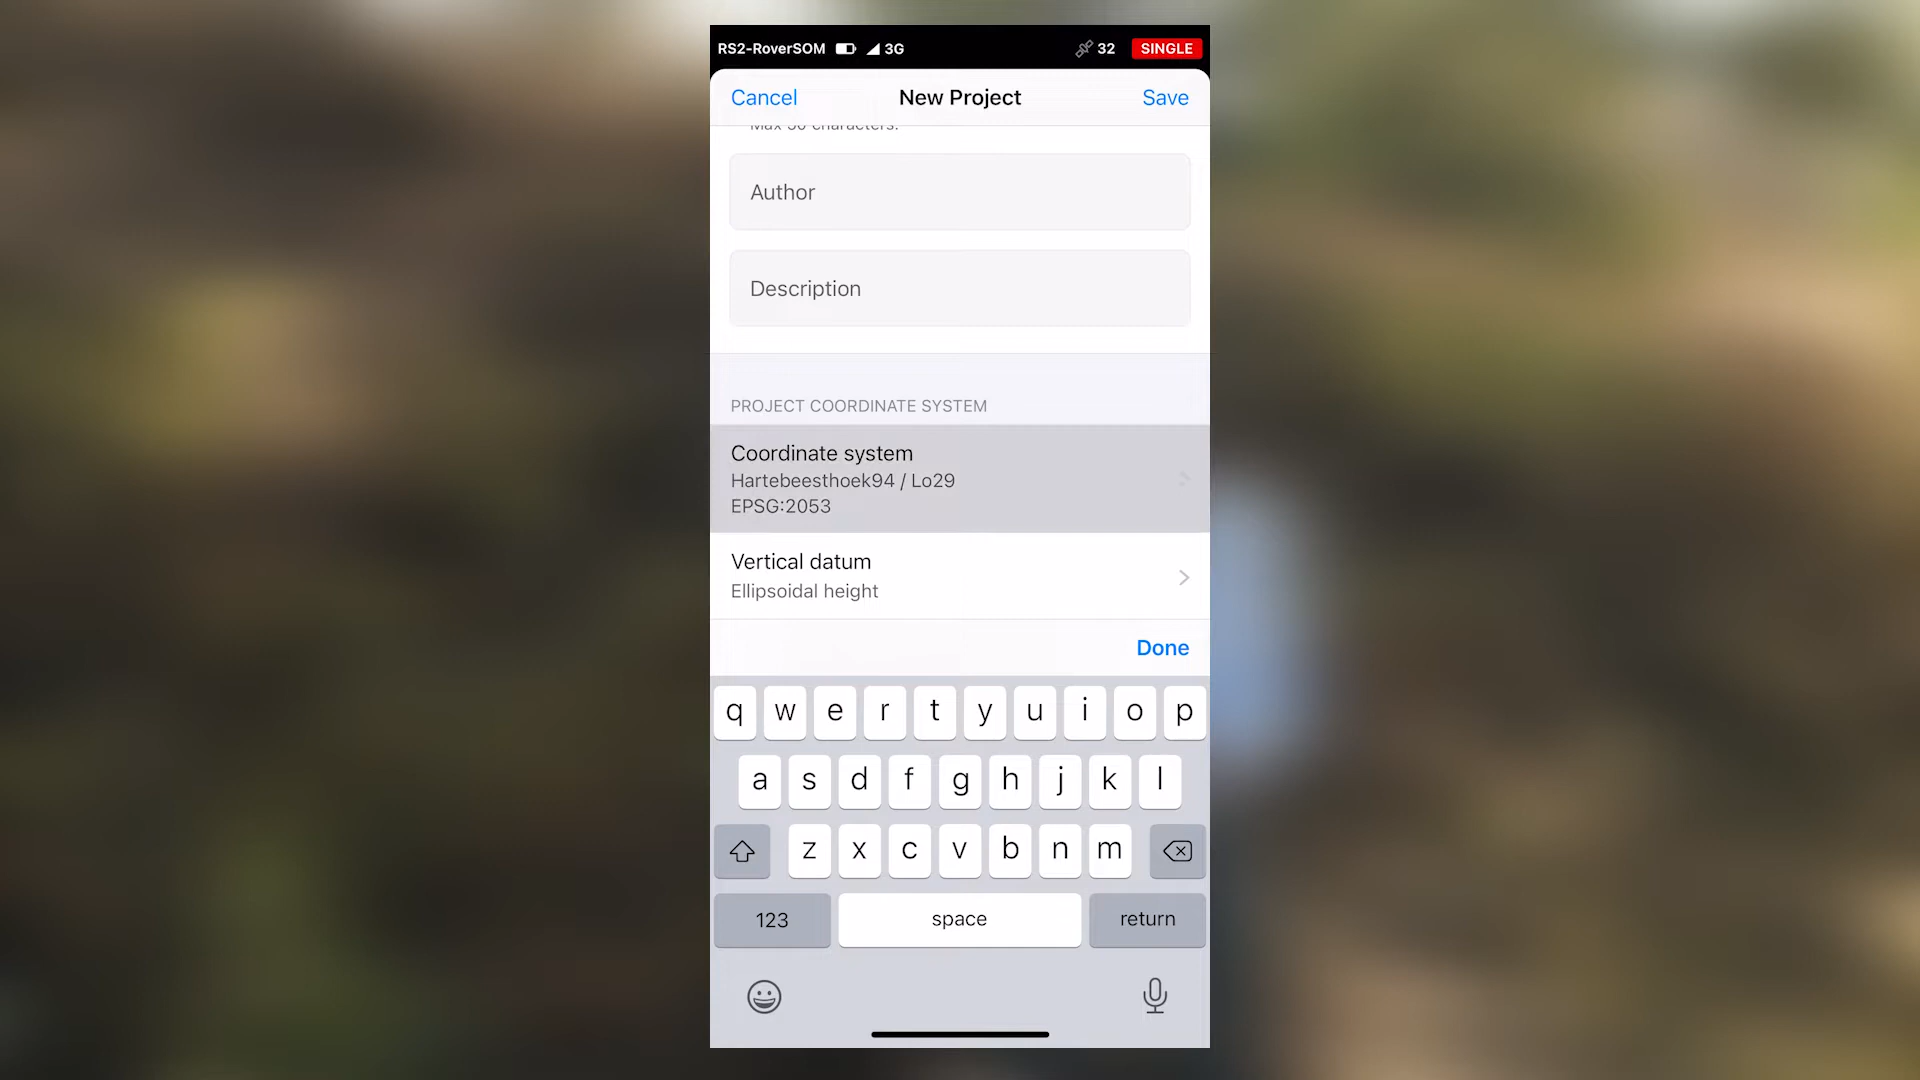 RS2-RoverSOM 3G 32 SINGLE
Cancel New Project Save
Max 50 characters.
Author
Description
PROJECT COORDINATE SYSTEM
Coordinate system
Hartebeesthoek94 / Lo29
EPSG:2053
Vertical datum
Ellipsoidal height
Done
q w e r t y u i o p
a s d f g h j k l
z x c v b n m
123 space return